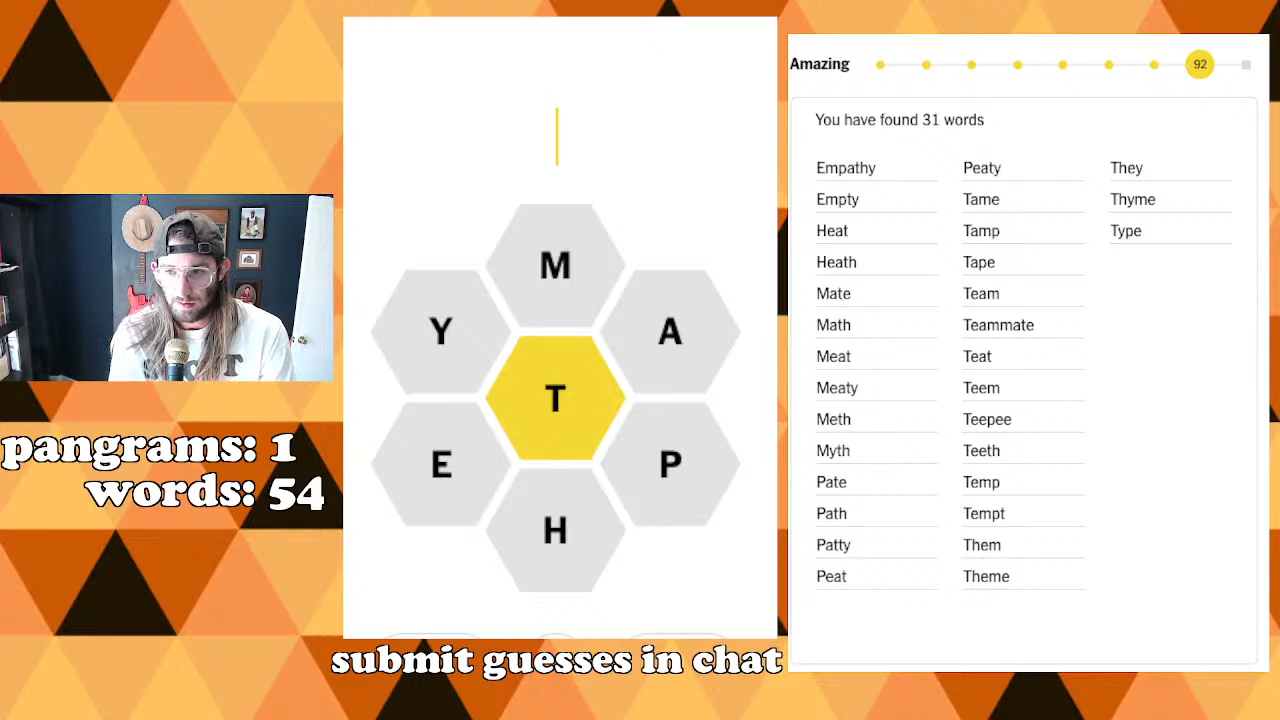 Amazing
92
You have found 31 words
Empathy
Empty
Heat
Heath
Mate
Math
Meat
Meaty
Meth
Myth
Pate
Path
Patty
Peat
Peaty
Tame
Tamp
Tape
Team
Teammate
Teat
Teem
Teepee
Teeth
Temp
Tempt
Them
Theme
They
Thyme
Type
M
Y
A
T
E
P
H
pangrams: 1
words: 54
submit guesses in chat